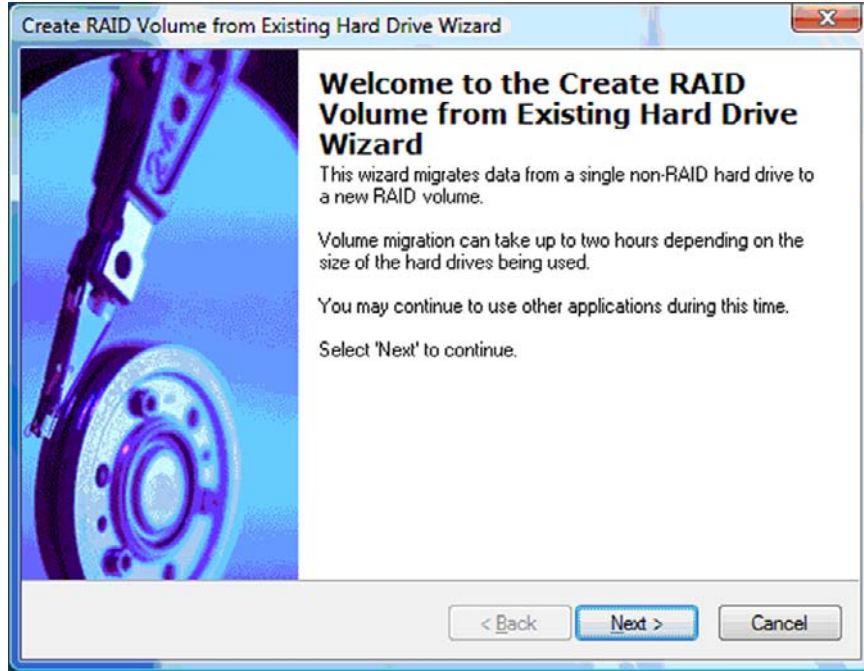 Create RAID Volume from Existing Hard Drive Wizard
Welcome to the Create RAID
Volume from Existing Hard Drive
Wizard
This wizard migrates data from a single non-RAID hard drive to
a new RAID volume.
Volume migration can take up to two hours depending on the
size of the hard drives being used.
You may continue to use other applications during this time.
Select 'Next' to continue.
< Back
Next >
Cancel